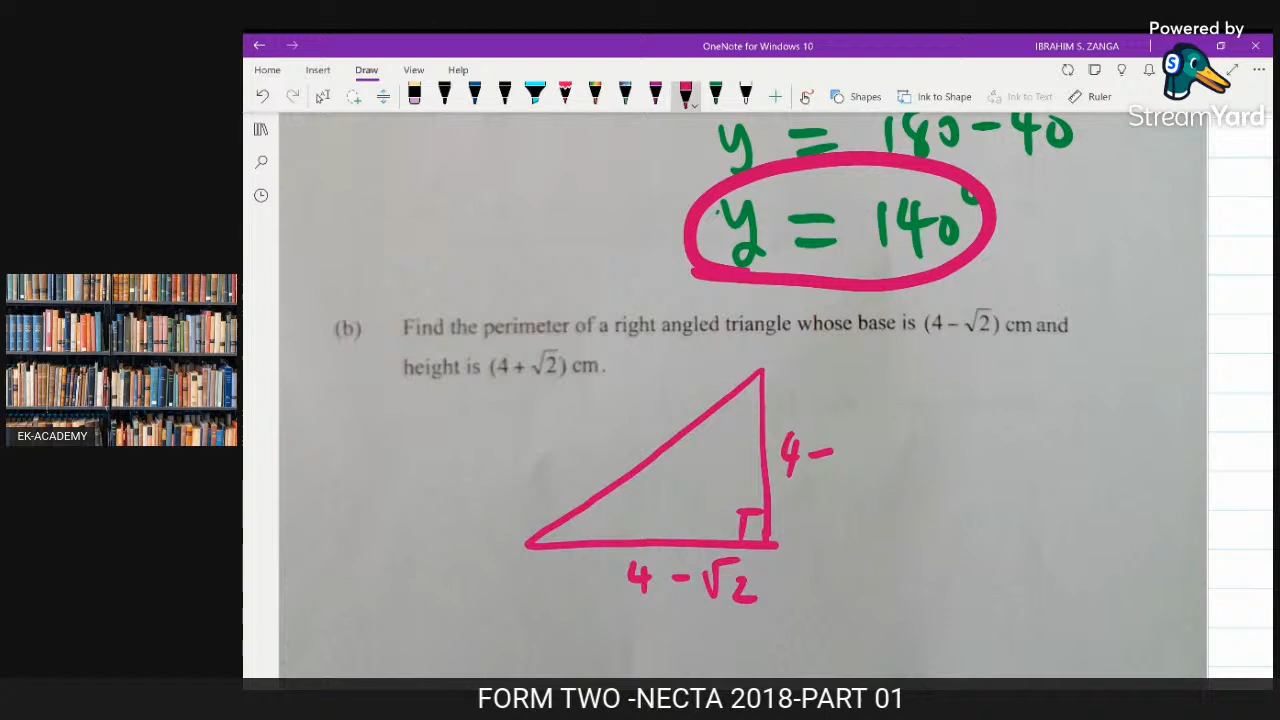 Powered by
StreamYard
OneNote for Windows 10
IBRAHIM S. ZANGA
Home Insert Draw View Help
Shapes Ink to Shape Ink to Text Ruler
y = 180 - 40
y = 140°
(b) Find the perimeter of a right angled triangle whose base is (4 − √2) cm and
height is (4 + √2) cm.
4 -
4 - √2
EK-ACADEMY
FORM TWO -NECTA 2018-PART 01